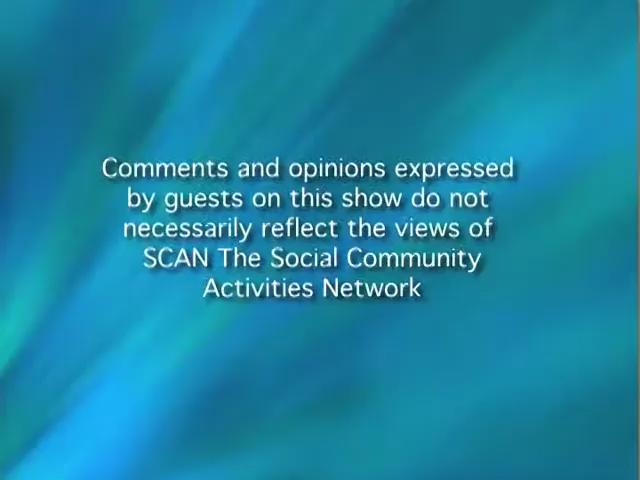 Comments and opinions expressed
by guests on this show do not
necessarily reflect the views of
SCAN The Social Community
Activities Network